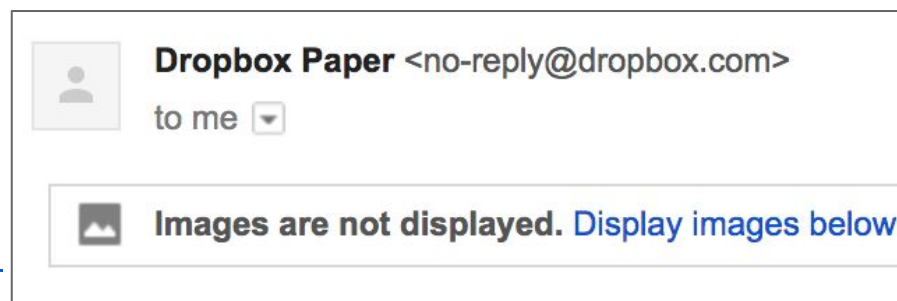 Dropbox Paper <no-reply@dropbox.com>
to me
Images are not displayed. Display images below